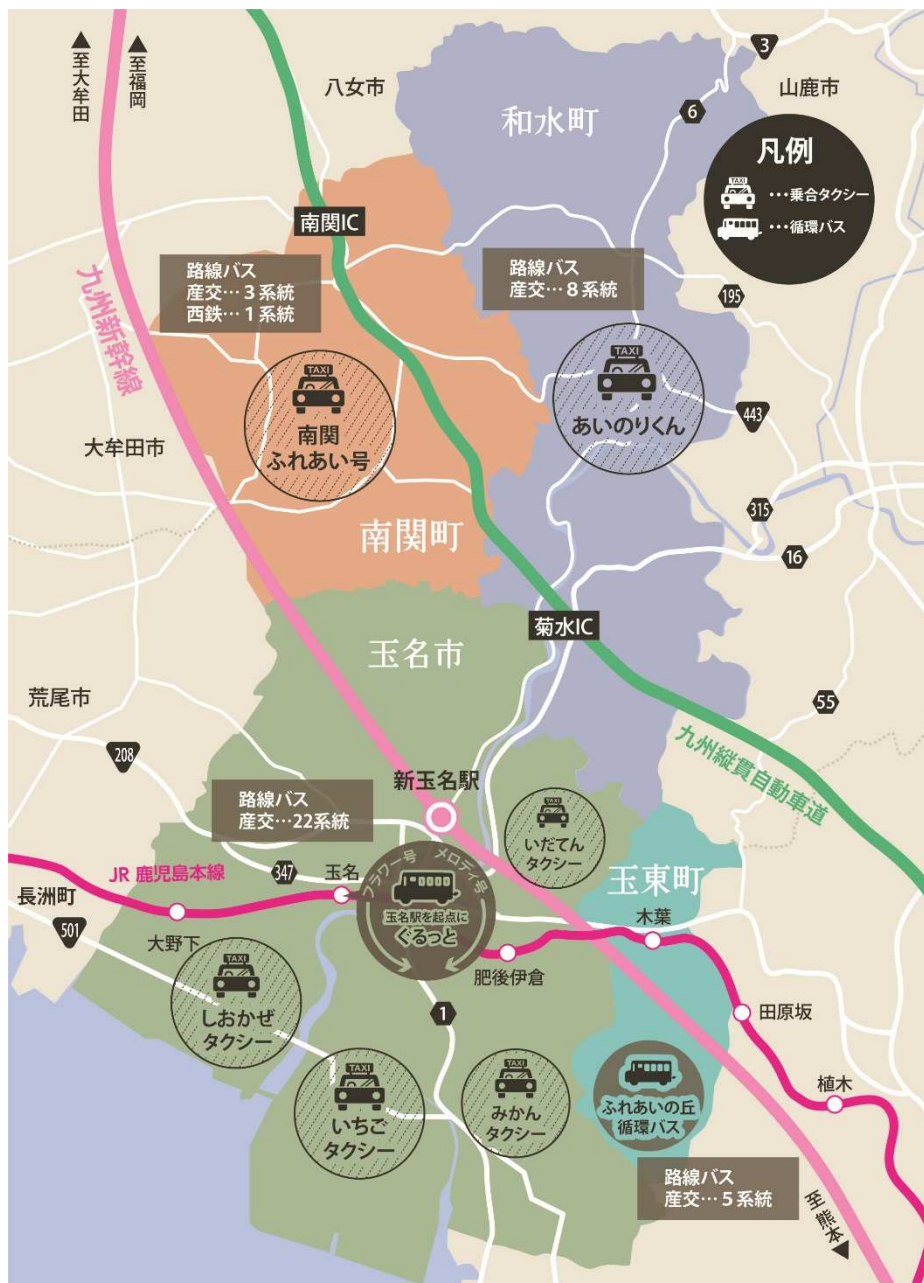 至大牟田
至福岡
八女市
和水町
3
6
山鹿市
凡例
TAXI
・・・乗合タクシー
・・・循環バス
南関IC
路線バス
産交…3系統
西鉄…1系統
路線バス
産交…8系統
195
九州新幹線
TAXI
南関
ふれあい号
TAXI
あいのりくん
443
大牟田市
315
南関町
16
菊水IC
玉名市
荒尾市
55
208
九州縦貫自動車道
新玉名駅
路線バス
産交…22系統
TAXI
いだてん
タクシー
フラワー号
メロディ号
玉東町
JR 鹿児島本線
347
玉名
玉名駅を起点に
ぐるっと
木葉
長洲町
501
大野下
肥後伊倉
TAXI
しおかぜ
タクシー
1
田原坂
TAXI
いちご
タクシー
TAXI
みかん
タクシー
ふれあいの丘
循環バス
植木
路線バス
産交…5系統
至熊本